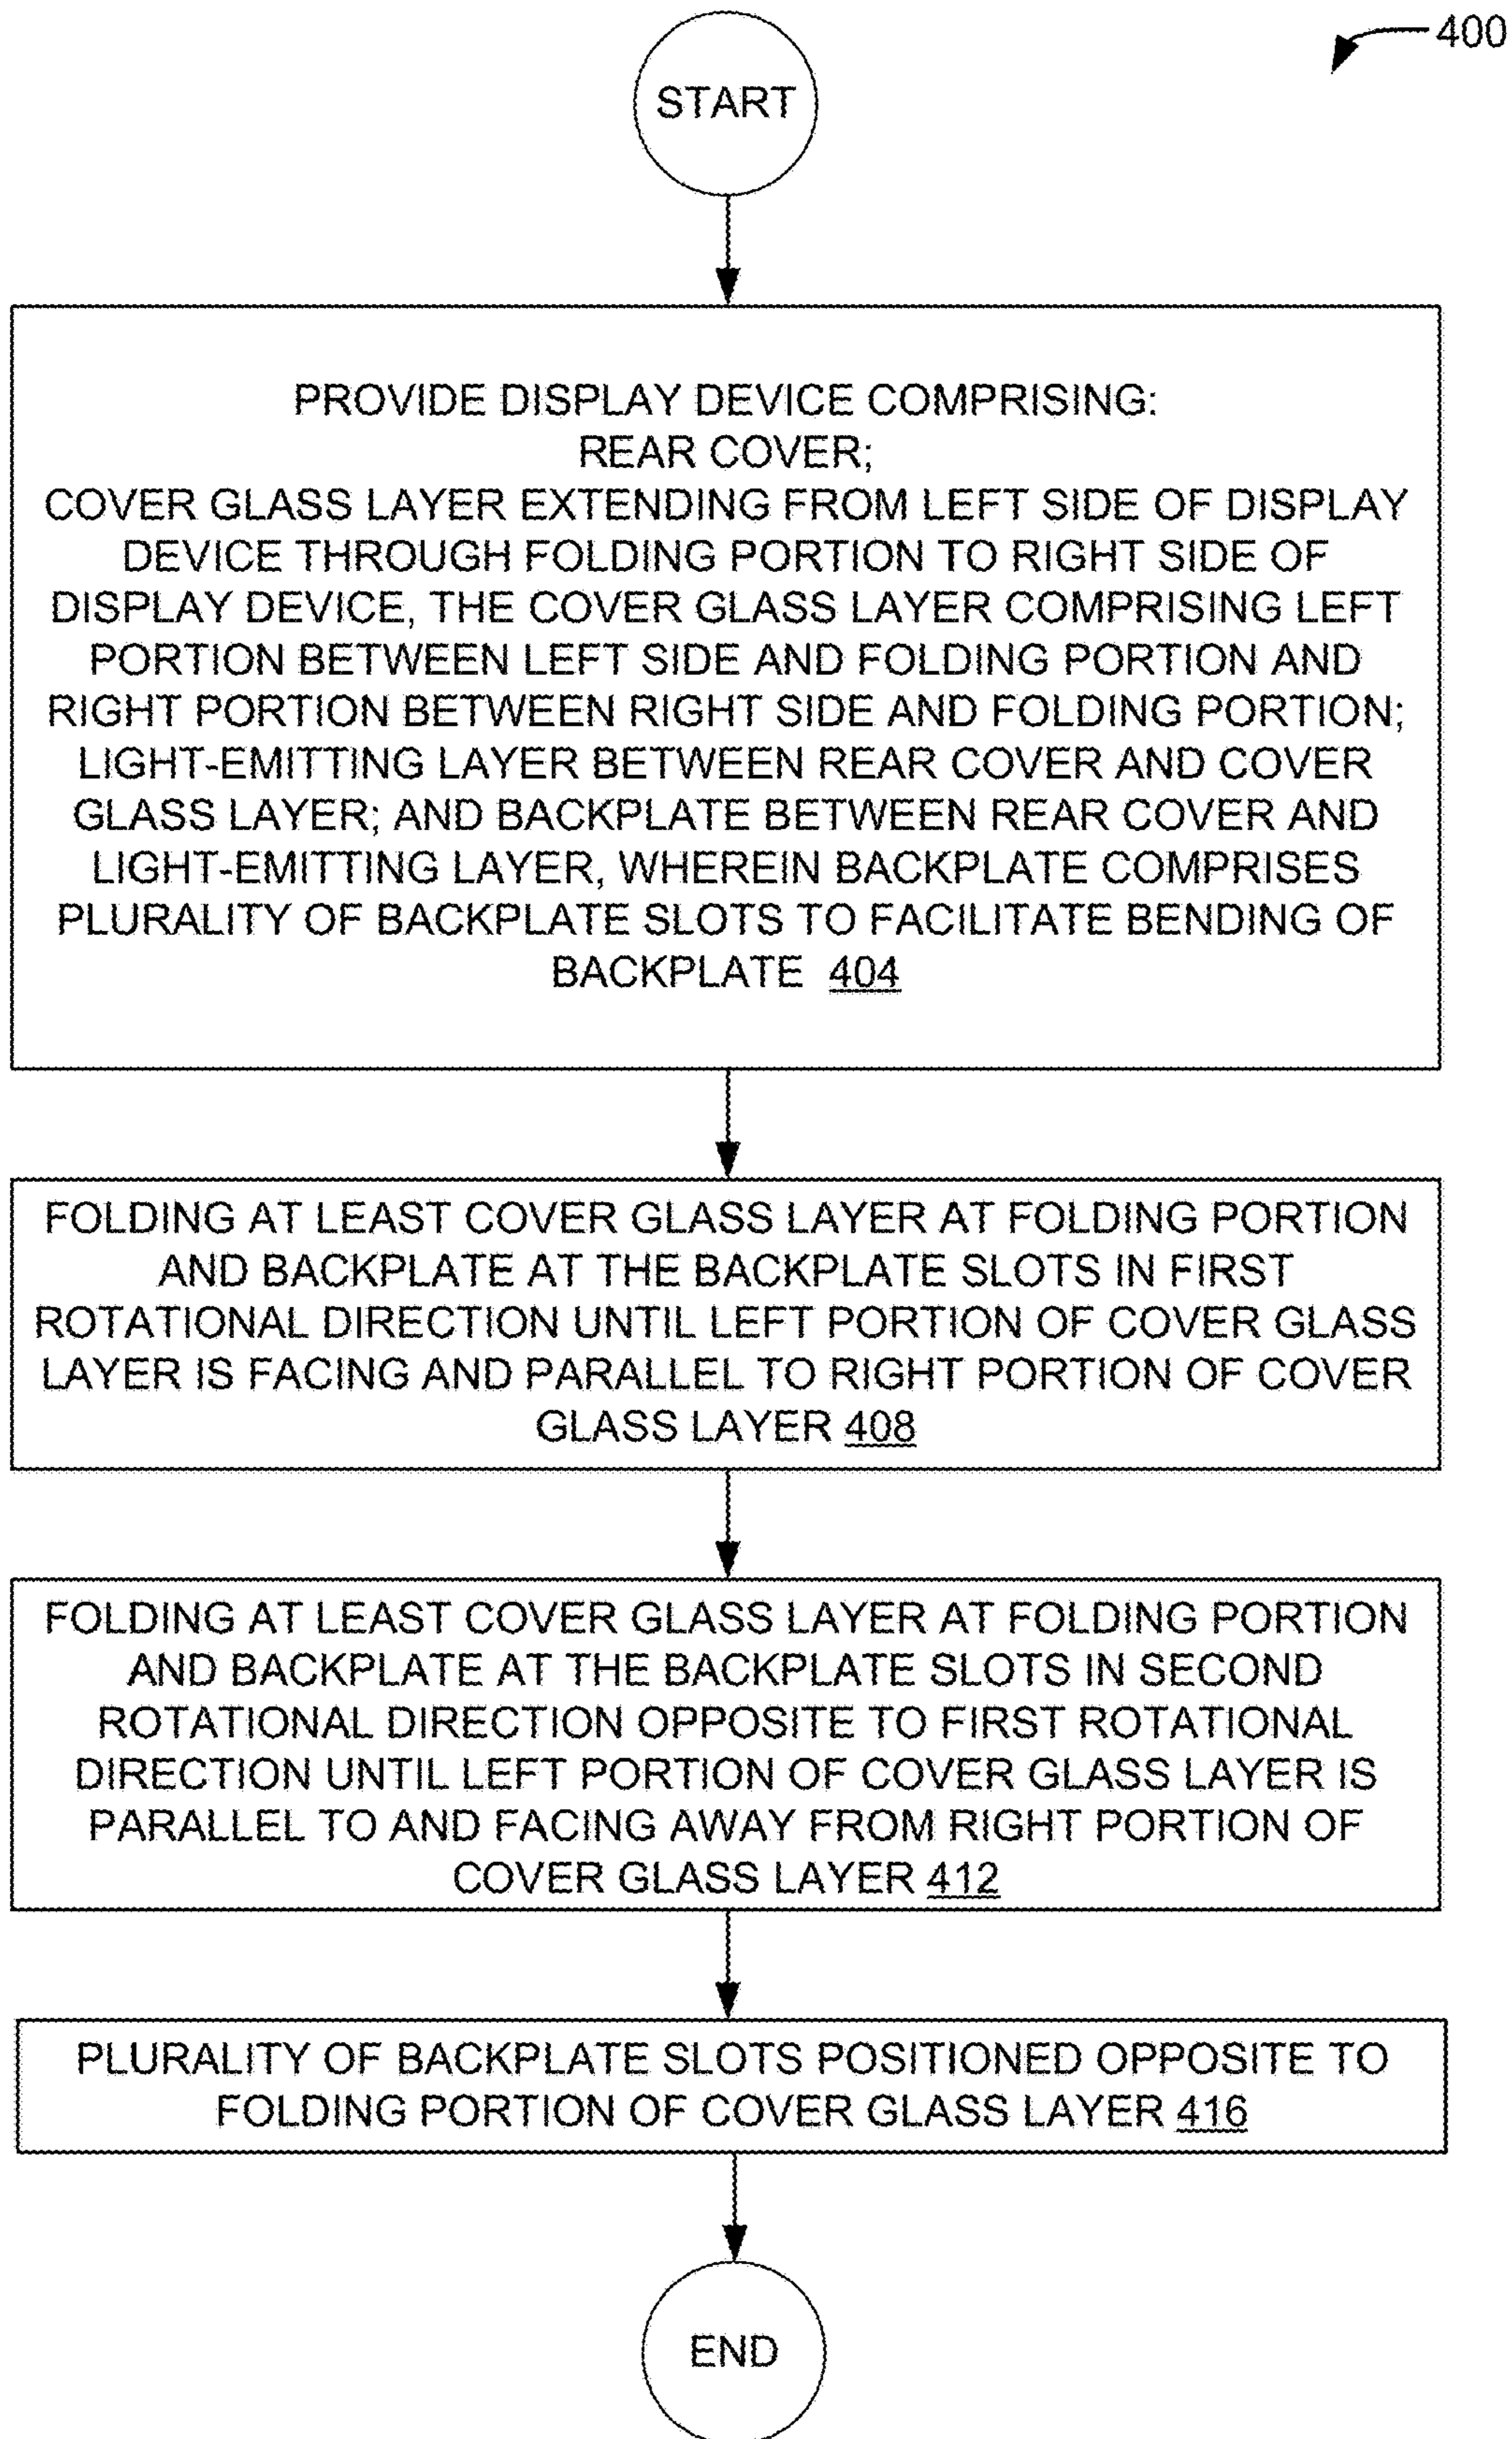 400
START
PROVIDE DISPLAY DEVICE COMPRISING:
REAR COVER;
COVER GLASS LAYER EXTENDING FROM LEFT SIDE OF DISPLAY
DEVICE THROUGH FOLDING PORTION TO RIGHT SIDE OF
DISPLAY DEVICE, THE COVER GLASS LAYER COMPRISING LEFT
PORTION BETWEEN LEFT SIDE AND FOLDING PORTION AND
RIGHT PORTION BETWEEN RIGHT SIDE AND FOLDING PORTION;
LIGHT-EMITTING LAYER BETWEEN REAR COVER AND COVER
GLASS LAYER; AND BACKPLATE BETWEEN REAR COVER AND
LIGHT-EMITTING LAYER, WHEREIN BACKPLATE COMPRISES
PLURALITY OF BACKPLATE SLOTS TO FACILITATE BENDING OF
BACKPLATE 404
FOLDING AT LEAST COVER GLASS LAYER AT FOLDING PORTION
AND BACKPLATE AT THE BACKPLATE SLOTS IN FIRST
ROTATIONAL DIRECTION UNTIL LEFT PORTION OF COVER GLASS
LAYER IS FACING AND PARALLEL TO RIGHT PORTION OF COVER
GLASS LAYER 408
FOLDING AT LEAST COVER GLASS LAYER AT FOLDING PORTION
AND BACKPLATE AT THE BACKPLATE SLOTS IN SECOND
ROTATIONAL DIRECTION OPPOSITE TO FIRST ROTATIONAL
DIRECTION UNTIL LEFT PORTION OF COVER GLASS LAYER IS
PARALLEL TO AND FACING AWAY FROM RIGHT PORTION OF
COVER GLASS LAYER 412
PLURALITY OF BACKPLATE SLOTS POSITIONED OPPOSITE TO
FOLDING PORTION OF COVER GLASS LAYER 416
END